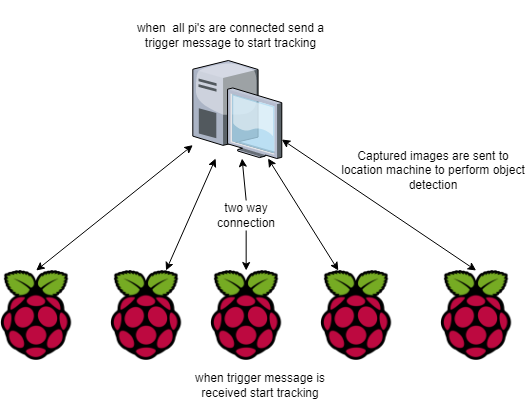 when all pi's are connected send a
trigger message to start tracking
Captured images are sent to
location machine to perform object
detection
two way
connection
when trigger message is
received start tracking